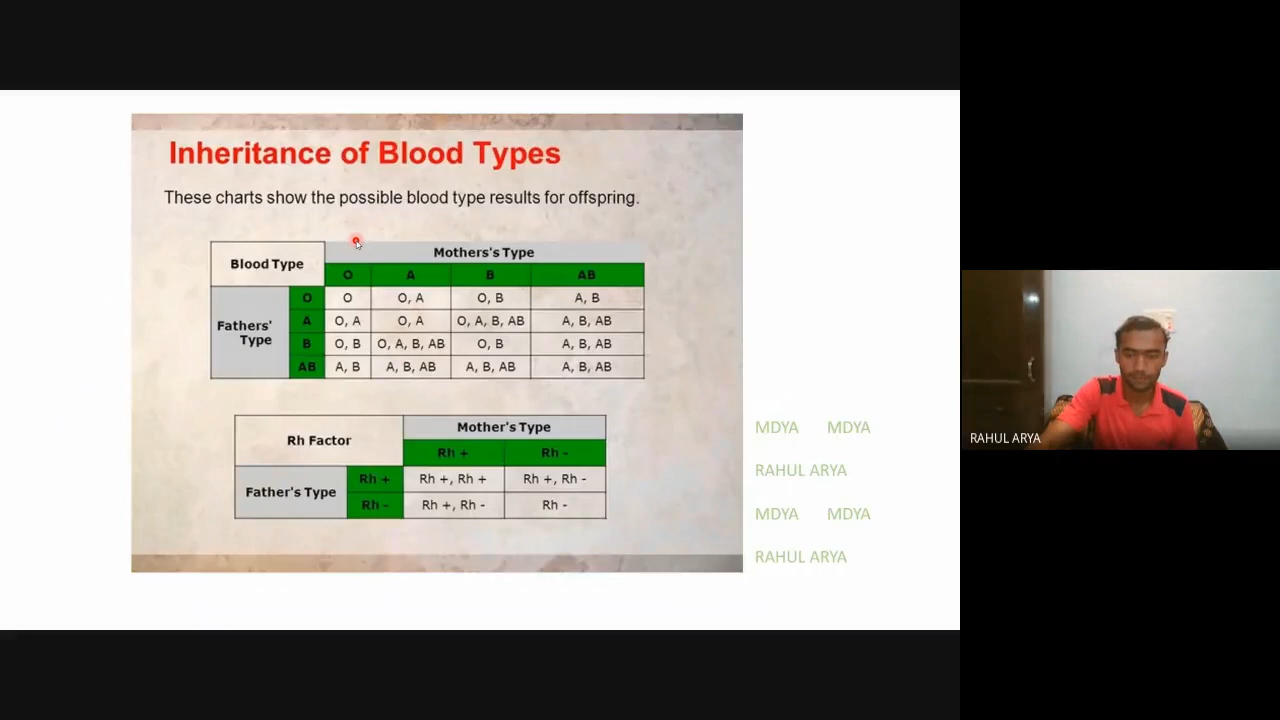 Inheritance of Blood Types
These charts show the possible blood type results for offspring.
Blood Type
Mothers's Type
O A B AB
Fathers' Type
O O O, A O, B A, B
A O, A O, A O, A, B, AB A, B, AB
B O, B O, A, B, AB O, B A, B, AB
AB A, B A, B, AB A, B, AB A, B, AB
Rh Factor
Mother's Type
Rh + Rh -
Father's Type
Rh + Rh +, Rh + Rh +, Rh -
Rh - Rh +, Rh - Rh -
MDYA MDYA
RAHUL ARYA
MDYA MDYA
RAHUL ARYA
RAHUL ARYA